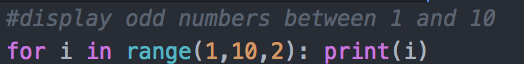 #display odd numbers between 1 and 10
for i in range(1,10,2): print(i)